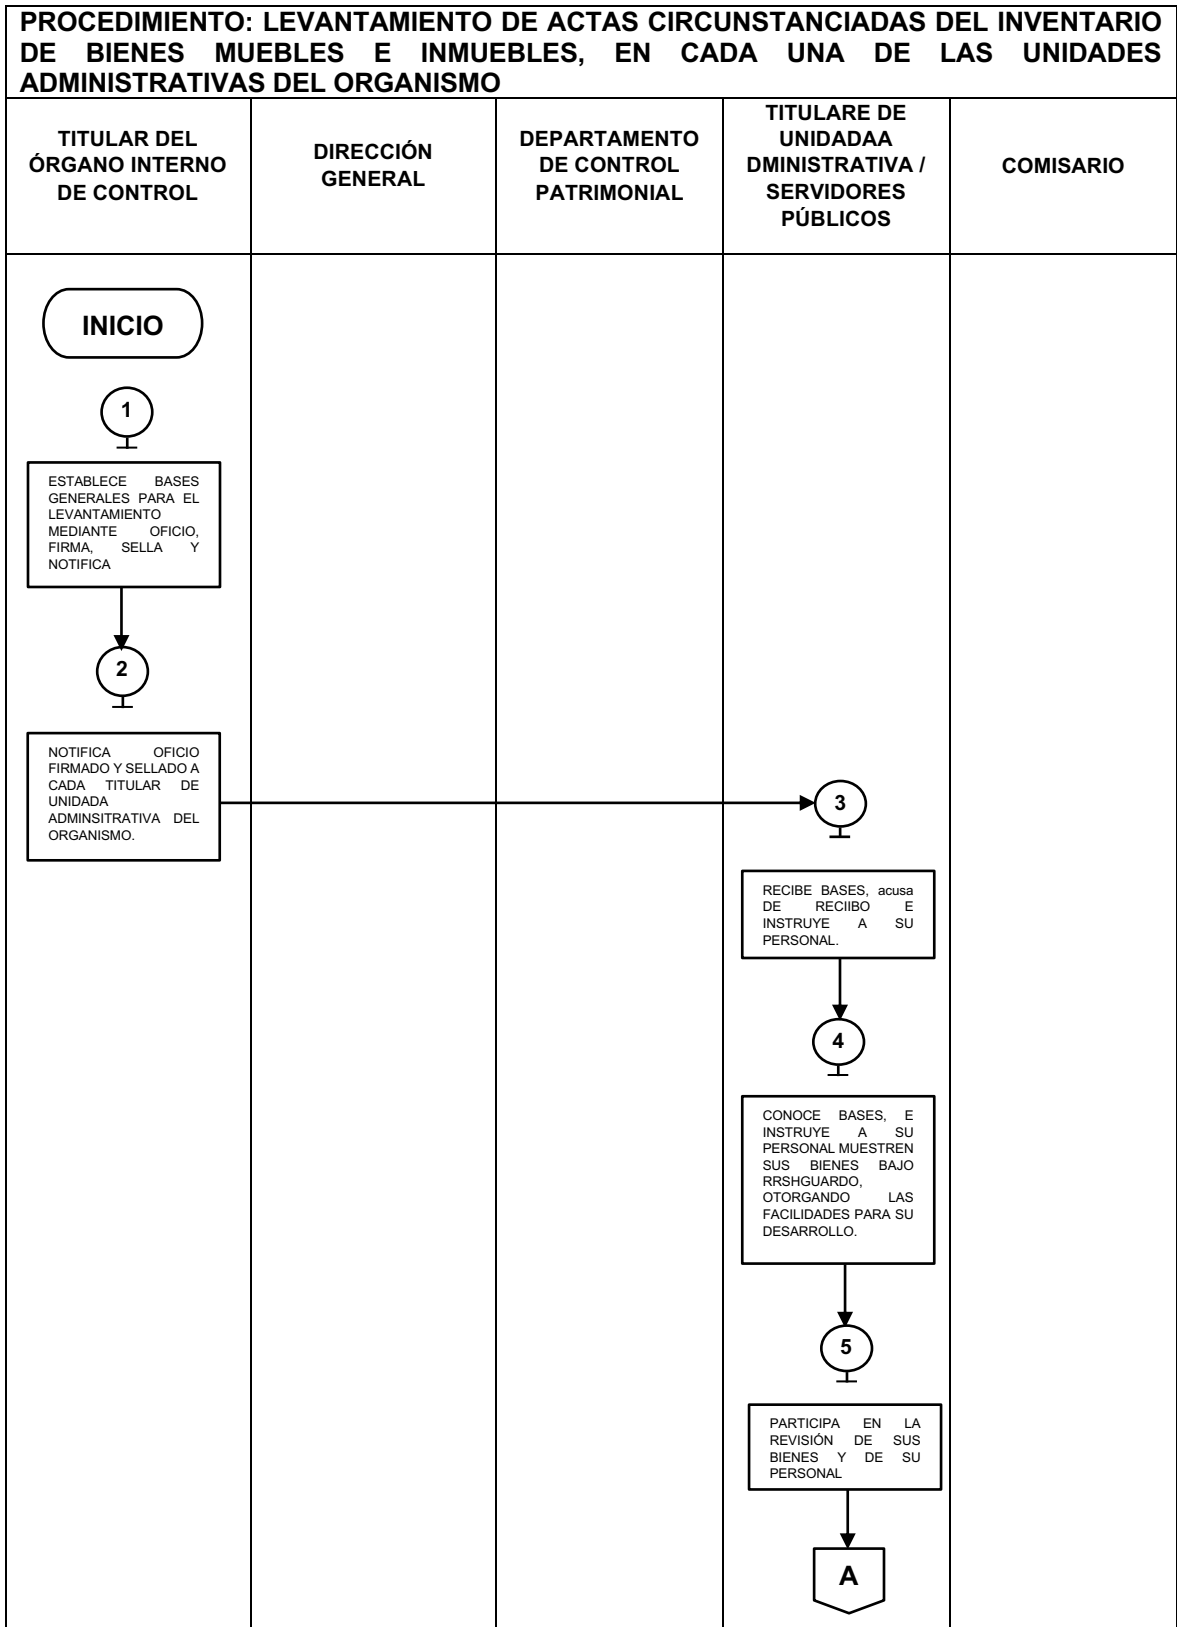 PROCEDIMIENTO: LEVANTAMIENTO DE ACTAS CIRCUNSTANCIADAS DEL INVENTARIO
DE BIENES MUEBLES E INMUEBLES, EN CADA UNA DE LAS UNIDADES
ADMINISTRATIVAS DEL ORGANISMO
TITULAR DEL
ÓRGANO INTERNO
DE CONTROL
DIRECCIÓN
GENERAL
DEPARTAMENTO
DE CONTROL
PATRIMONIAL
TITULARE DE
UNIDADAA
DMINISTRATIVA /
SERVIDORES
PÚBLICOS
COMISARIO
INICIO
1
ESTABLECE BASES
GENERALES PARA EL
LEVANTAMIENTO
MEDIANTE OFICIO,
FIRMA, SELLA Y
NOTIFICA
2
NOTIFICA OFICIO
FIRMADO Y SELLADO A
CADA TITULAR DE
UNIDADA
ADMINSITRATIVA DEL
ORGANISMO.
3
RECIBE BASES, acusa
DE RECIIBO E
INSTRUYE A SU
PERSONAL.
4
CONOCE BASES, E
INSTRUYE A SU
PERSONAL MUESTREN
SUS BIENES BAJO
RRSHGUARDO,
OTORGANDO LAS
FACILIDADES PARA SU
DESARROLLO.
5
PARTICIPA EN LA
REVISIÓN DE SUS
BIENES Y DE SU
PERSONAL
A